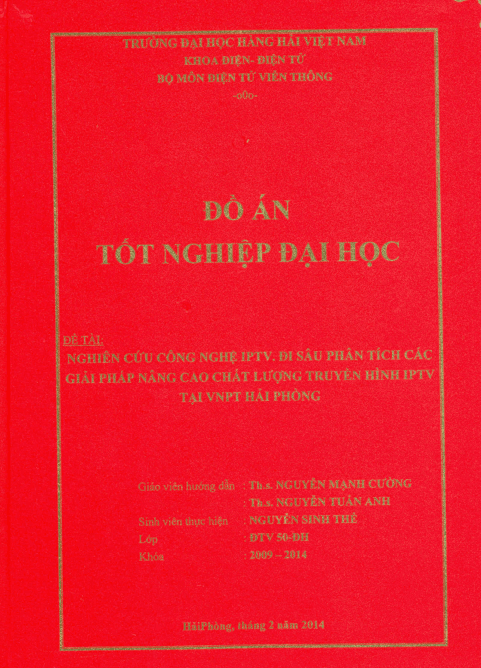 TRƯỜNG ĐẠI HỌC HÀNG HẢI VIỆT NAM
KHOA ĐIỆN- ĐIỆN TỬ
BỘ MÔN ĐIỆN TỬ VIỄN THÔNG
-o0o-
ĐỒ ÁN
TỐT NGHIỆP ĐẠI HỌC
ĐỀ TÀI:
NGHIÊN CỨU CÔNG NGHỆ IPTV. ĐI SÂU PHÂN TÍCH CÁC
GIẢI PHÁP NÂNG CAO CHẤT LƯỢNG TRUYỀN HÌNH IPTV
TẠI VNPT HẢI PHÒNG
Giáo viên hướng dẫn : Th.s. NGUYỄN MẠNH CƯỜNG
: Th.s. NGUYỄN TUẤN ANH
Sinh viên thực hiện : NGUYỄN SINH THẾ
Lớp : ĐTV 50-ĐH
Khóa : 2009 – 2014
HảiPhòng, tháng 2 năm 2014